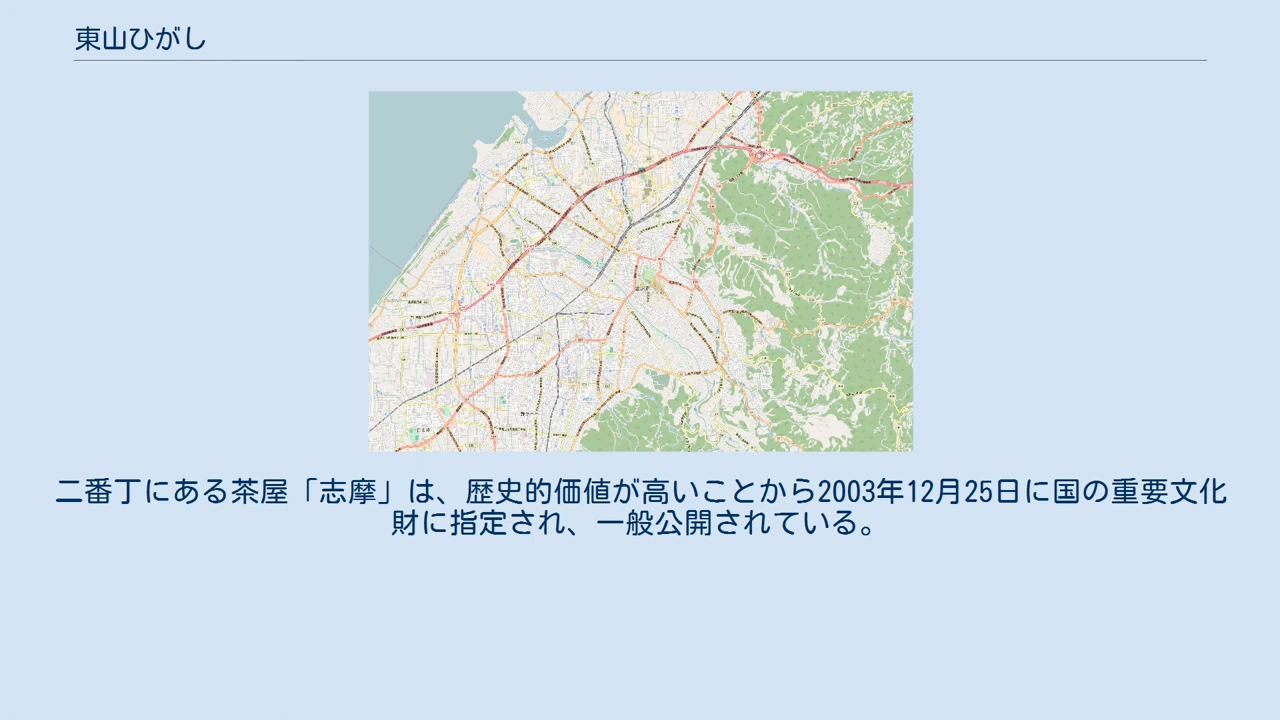 東山ひがし
二番丁にある茶屋「志摩」は、歴史的価値が高いことから2003年12月25日に国の重要文化
財に指定され、一般公開されている。